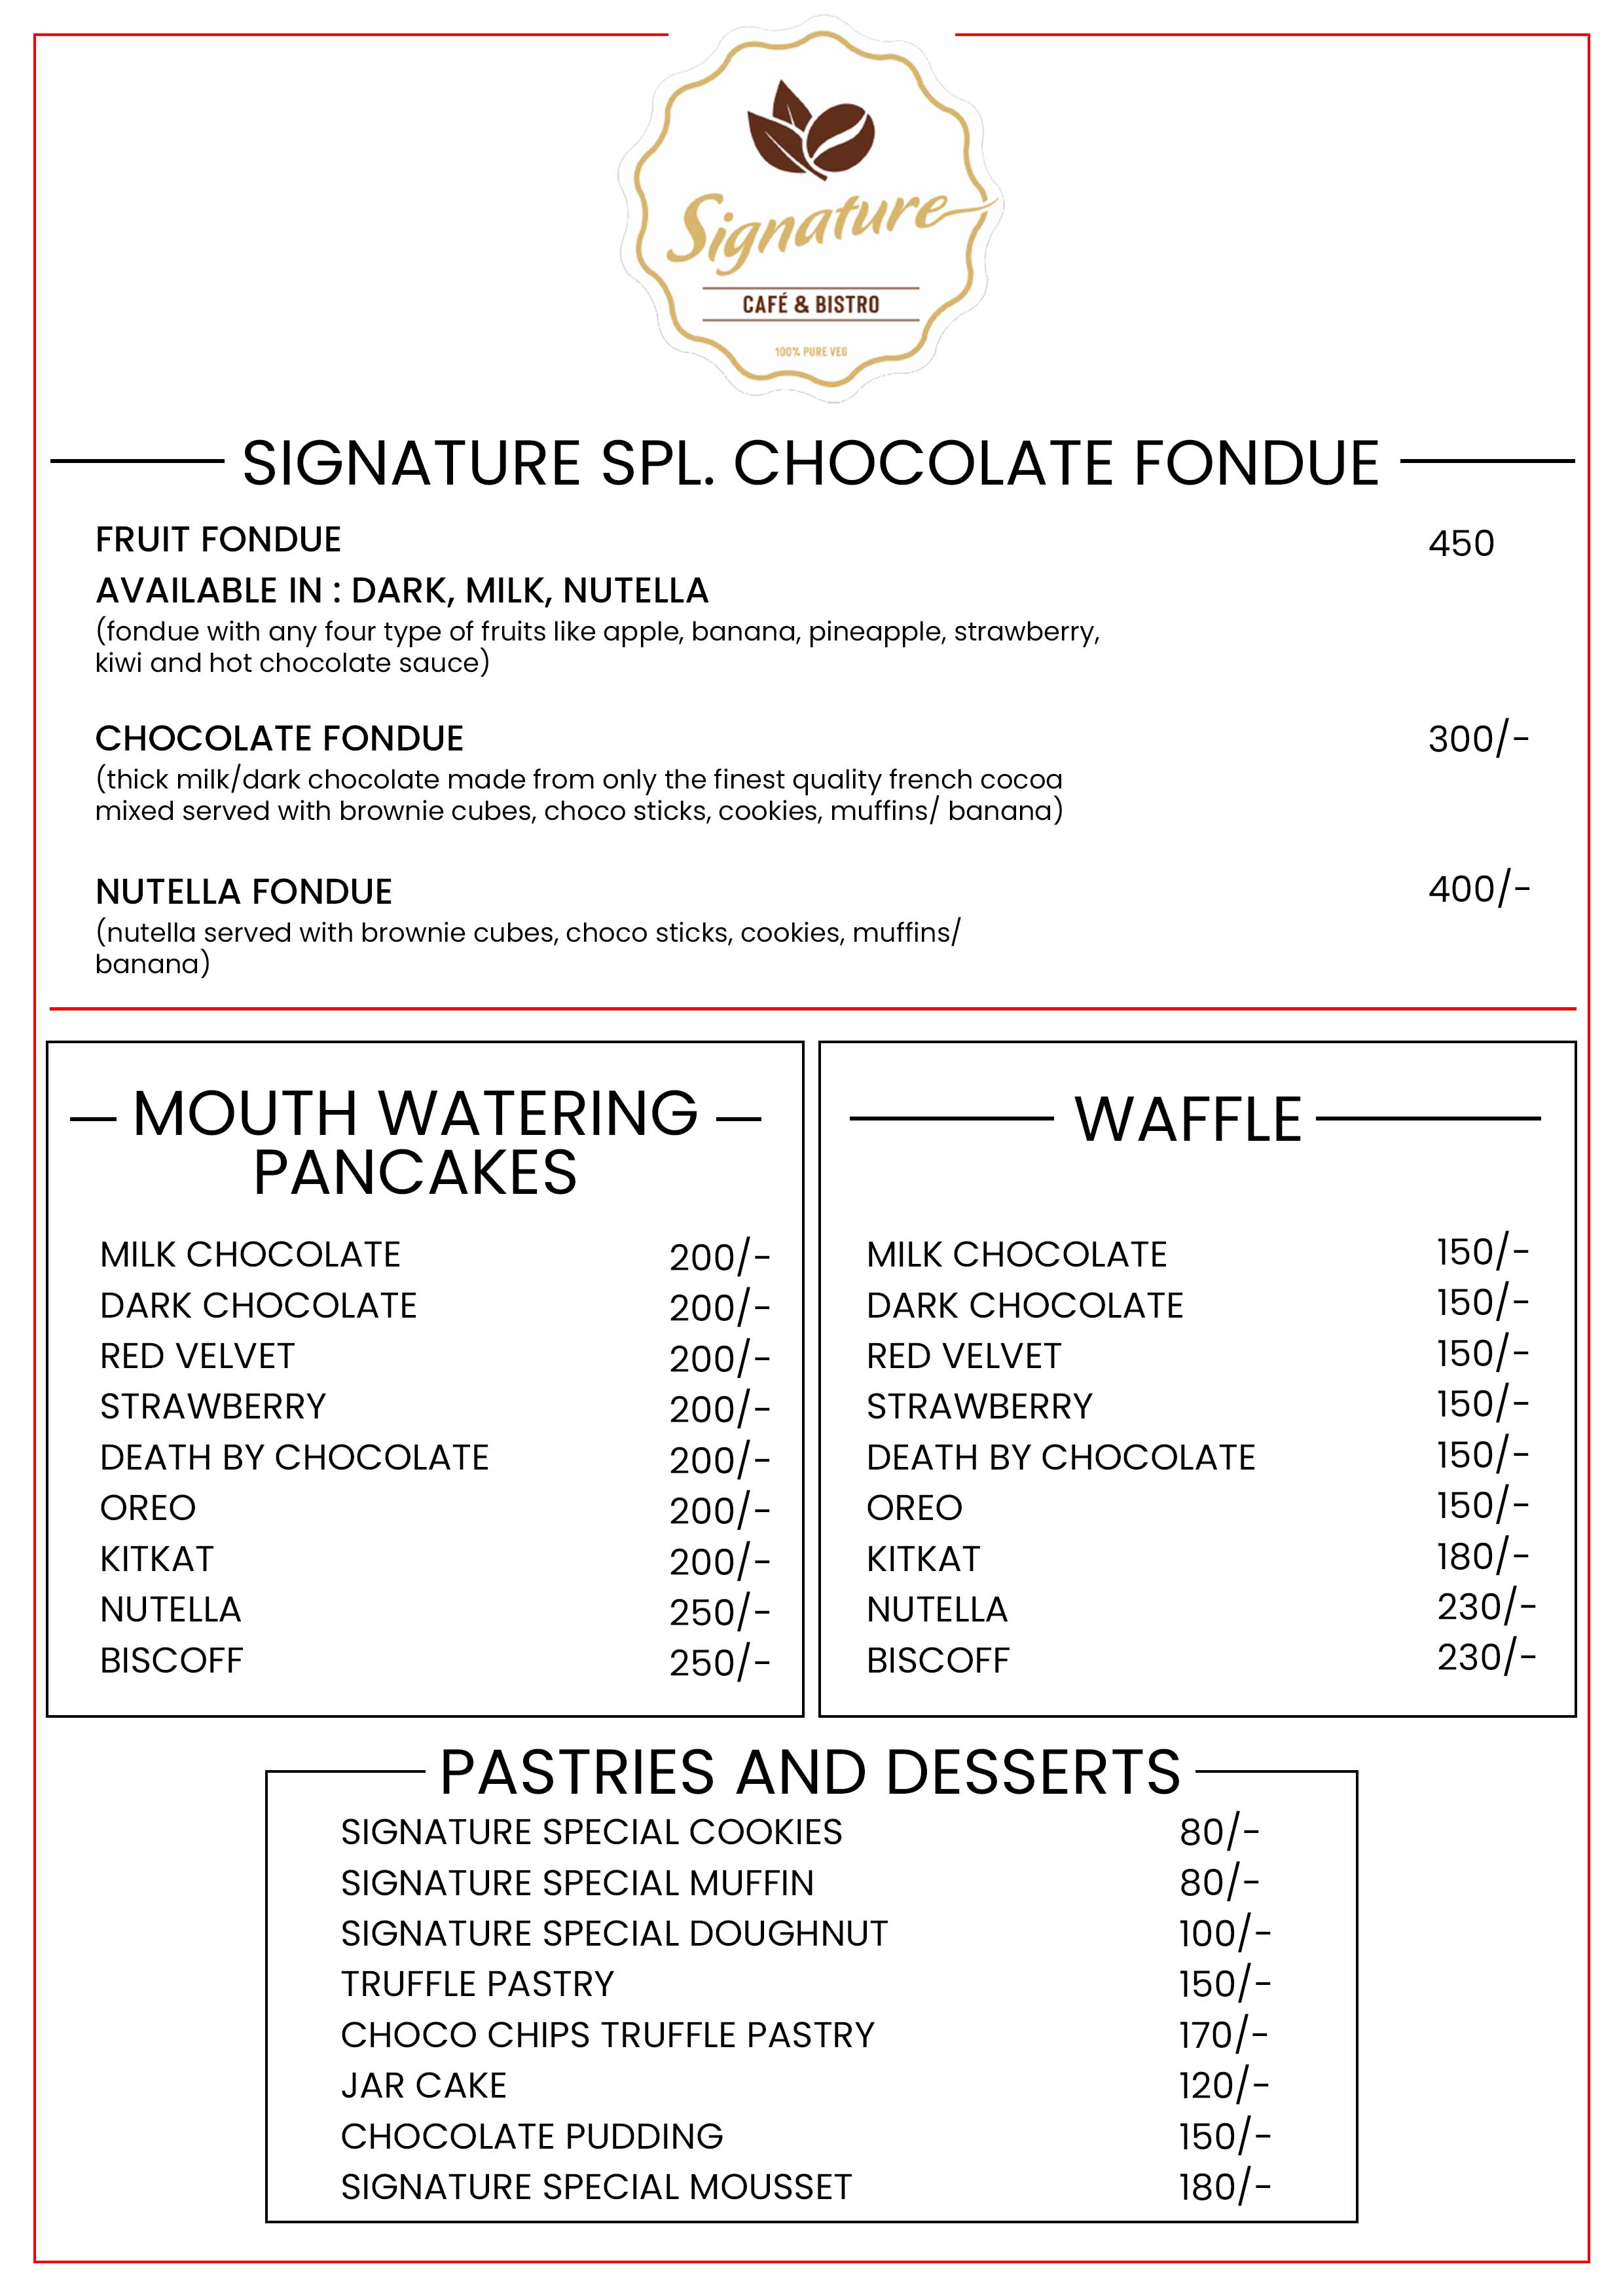 Signature
CAFÉ & BISTRO
100% PURE VEG
SIGNATURE SPL. CHOCOLATE FONDUE
FRUIT FONDUE 450
AVAILABLE IN : DARK, MILK, NUTELLA
(fondue with any four type of fruits like apple, banana, pineapple, strawberry,
kiwi and hot chocolate sauce)
CHOCOLATE FONDUE 300/-
(thick milk/dark chocolate made from only the finest quality french cocoa
mixed served with brownie cubes, choco sticks, cookies, muffins/ banana)
NUTELLA FONDUE 400/-
(nutella served with brownie cubes, choco sticks, cookies, muffins/
banana)
MOUTH WATERING
PANCAKES
MILK CHOCOLATE 200/-
DARK CHOCOLATE 200/-
RED VELVET 200/-
STRAWBERRY 200/-
DEATH BY CHOCOLATE 200/-
OREO 200/-
KITKAT 200/-
NUTELLA 250/-
BISCOFF 250/-
WAFFLE
MILK CHOCOLATE 150/-
DARK CHOCOLATE 150/-
RED VELVET 150/-
STRAWBERRY 150/-
DEATH BY CHOCOLATE 150/-
OREO 150/-
KITKAT 180/-
NUTELLA 230/-
BISCOFF 230/-
PASTRIES AND DESSERTS
SIGNATURE SPECIAL COOKIES 80/-
SIGNATURE SPECIAL MUFFIN 80/-
SIGNATURE SPECIAL DOUGHNUT 100/-
TRUFFLE PASTRY 150/-
CHOCO CHIPS TRUFFLE PASTRY 170/-
JAR CAKE 120/-
CHOCOLATE PUDDING 150/-
SIGNATURE SPECIAL MOUSSET 180/-